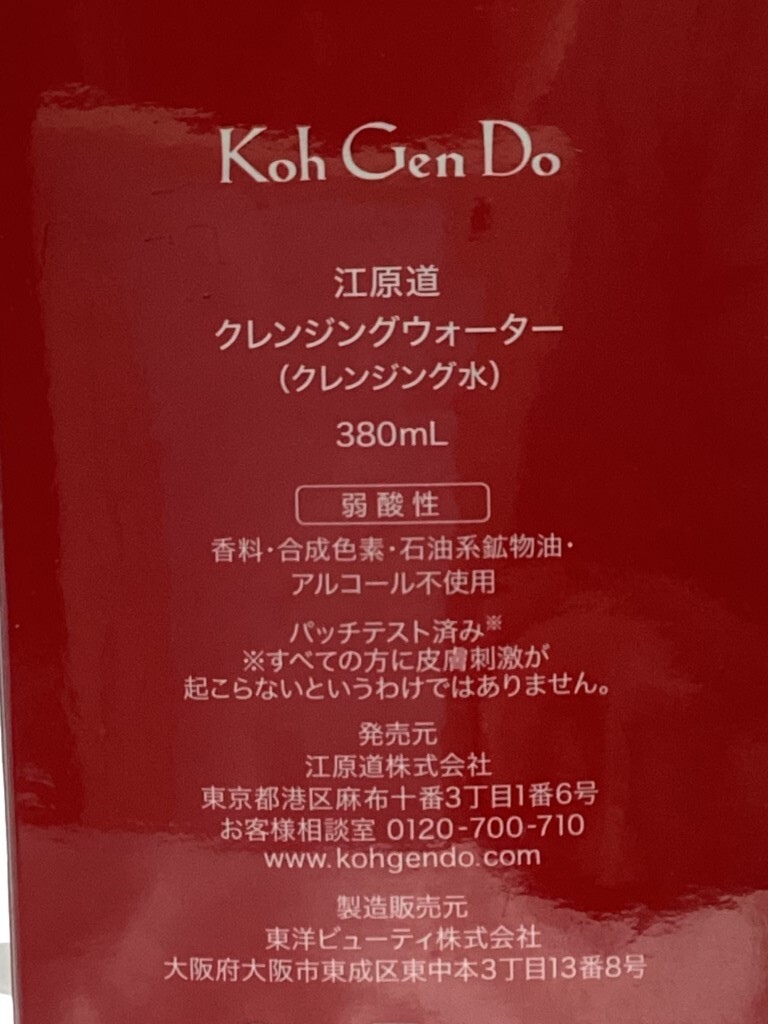 Koh Gen Do
江原道
クレンジングウォーター
（クレンジング水）
380mL
弱酸性
香料・合成色素・石油系鉱物油・
アルコール不使用
パッチテスト済み※
※すべての方に皮膚刺激が
起こらないというわけではありません。
発売元
江原道株式会社
東京都港区麻布十番3丁目1番6号
お客様相談室 0120-700-710
www.kohgendo.com
製造販売元
東洋ビューティ株式会社
大阪府大阪市東成区東中本3丁目13番8号